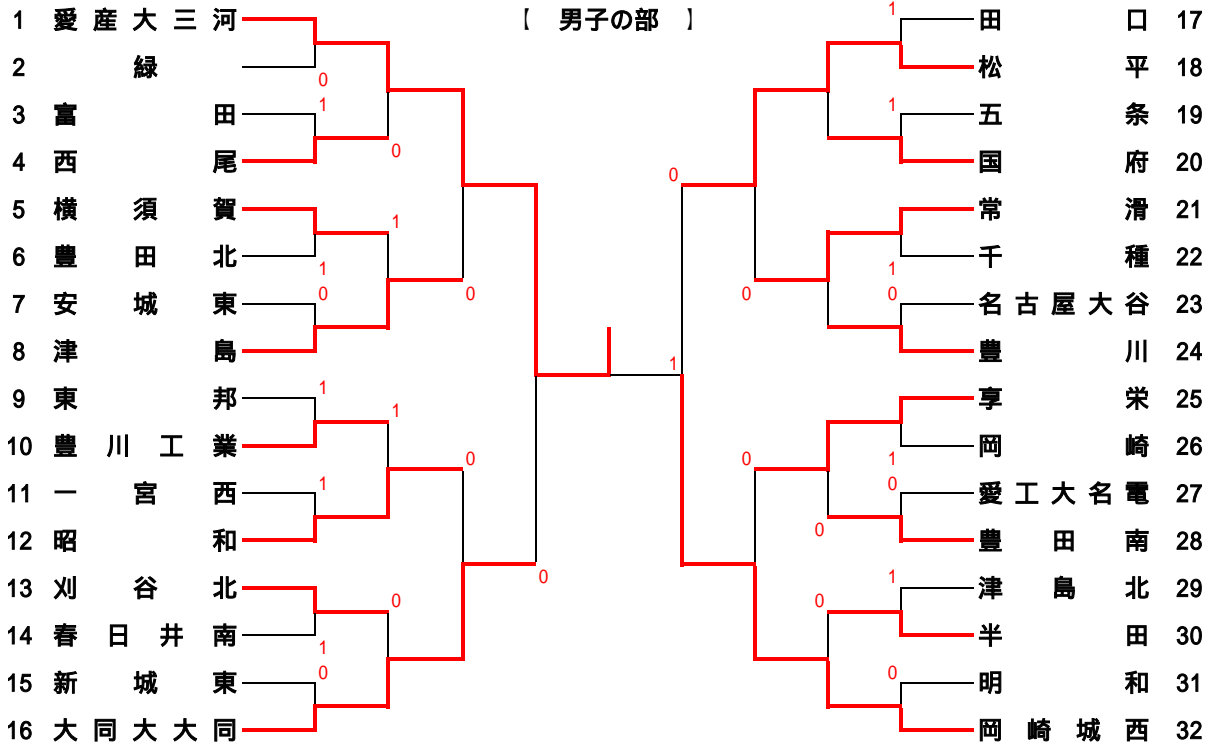 【 男子の部 】
1 愛産大三河
2 緑
0
3 富田
1
4 西尾
0
5 横須賀
1
6 豊田北
1
7 安城東
0
0
8 津島
9 東邦
1
1
10 豊川工業
0
11 一宮西
1
12 昭和
13 刈谷北
0
0
14 春日井南
1
15 新城東
0
16 大同大大同
1
田口 17
松平 18
1
五条 19
国府 20
0
常滑 21
千種 22
1
0
0
名古屋大谷 23
豊川 24
1
享栄 25
岡崎 26
0
1
0
愛工大名電 27
豊田南 28
0
1
津島北 29
0
半田 30
0
明和 31
岡崎城西 32